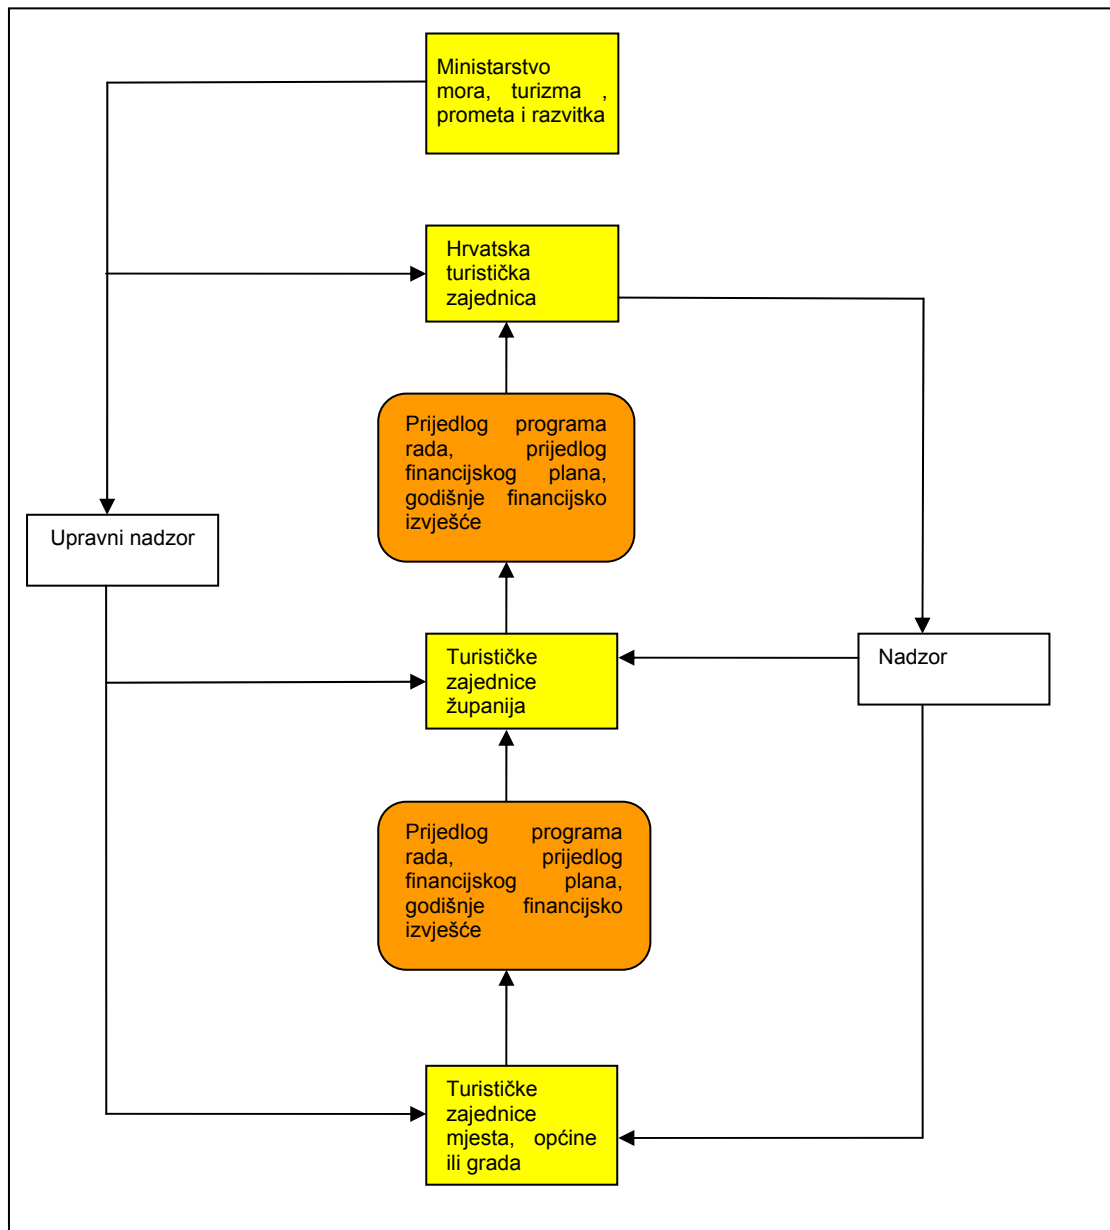 Ministarstvo
mora, turizma ,
prometa i razvitka
Hrvatska
turistička
zajednica
Prijedlog programa
rada, prijedlog
financijskog plana,
godišnje financijsko
izvješće
Upravni nadzor
Turističke
zajednice
županija
Nadzor
Prijedlog programa
rada, prijedlog
financijskog plana,
godišnje financijsko
izvješće
Turističke
zajednice
mjesta, općine
ili grada